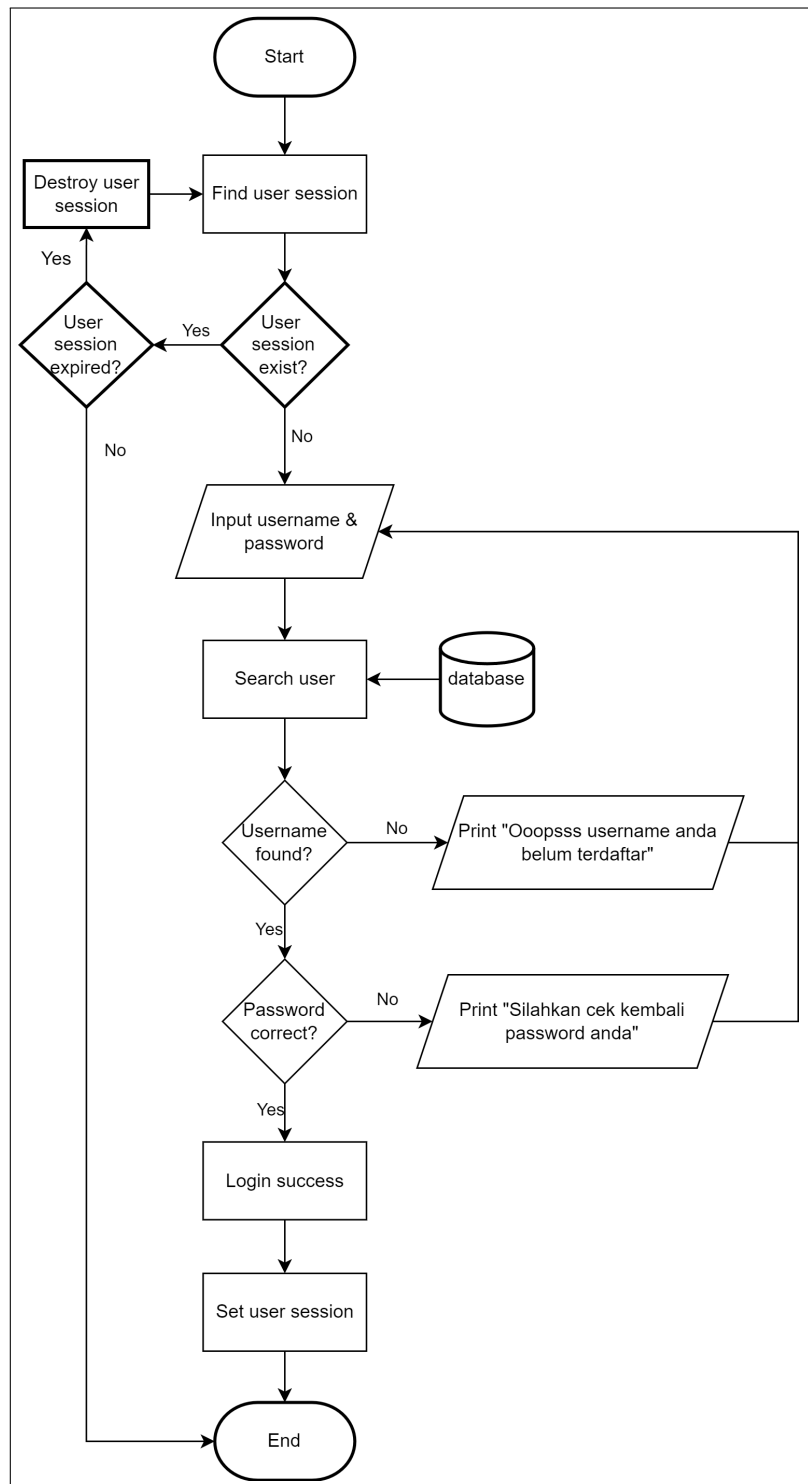 Start
Destroy user
session
Find user session
Yes
User
session
expired?
Yes
User
session
exist?
No
No
Input username &
password
Search user
database
Username
found?
No
Print "Ooopsss username anda
belum terdaftar"
Yes
Password
correct?
No
Print "Silahkan cek kembali
password anda"
Yes
Login success
Set user session
End